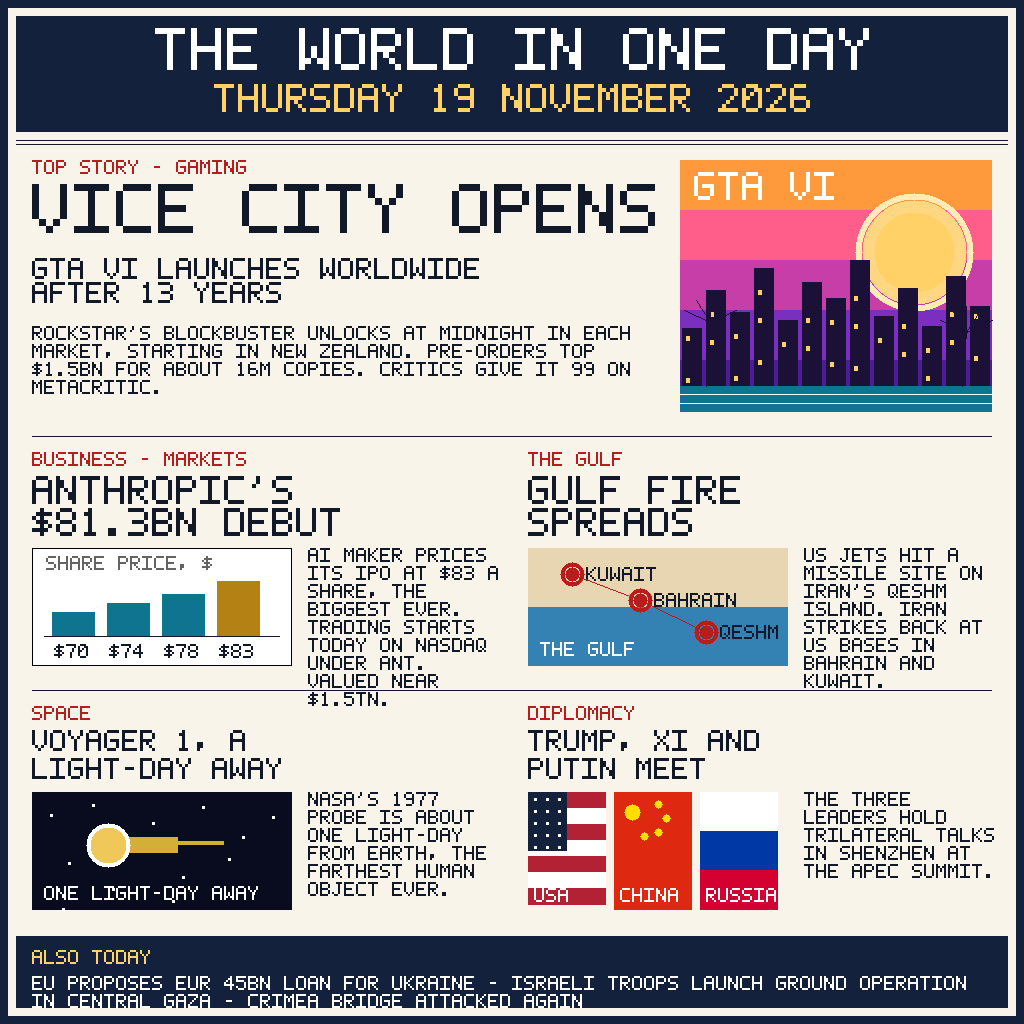 THE WORLD IN ONE DAY
THURSDAY 19 NOVEMBER 2026
TOP STORY - GAMING
VICE CITY OPENS
GTA VI LAUNCHES WORLDWIDE
AFTER 13 YEARS
ROCKSTAR'S BLOCKBUSTER UNLOCKS AT MIDNIGHT IN EACH
MARKET, STARTING IN NEW ZEALAND. PRE-ORDERS TOP
$1.5BN FOR ABOUT 16M COPIES. CRITICS GIVE IT 99 ON
METACRITIC.
GTA VI
BUSINESS - MARKETS
ANTHROPIC'S
$81.3BN DEBUT
SHARE PRICE, $
$70 $74 $78 $83
AI MAKER PRICES
ITS IPO AT $83 A
SHARE, THE
BIGGEST EVER.
TRADING STARTS
TODAY ON NASDAQ
UNDER ANT.
VALUED NEAR
$1.5TN.
THE GULF
GULF FIRE
SPREADS
KUWAIT
BAHRAIN
QESHM
THE GULF
US JETS HIT A
MISSILE SITE ON
IRAN'S QESHM
ISLAND. IRAN
STRIKES BACK AT
US BASES IN
BAHRAIN AND
KUWAIT.
SPACE
VOYAGER 1, A
LIGHT-DAY AWAY
ONE LIGHT-DAY AWAY
NASA'S 1977
PROBE IS ABOUT
ONE LIGHT-DAY
FROM EARTH, THE
FARTHEST HUMAN
OBJECT EVER.
DIPLOMACY
TRUMP, XI AND
PUTIN MEET
USA
CHINA
RUSSIA
THE THREE
LEADERS HOLD
TRILATERAL TALKS
IN SHENZHEN AT
THE APEC SUMMIT.
ALSO TODAY
EU PROPOSES EUR 45BN LOAN FOR UKRAINE - ISRAELI TROOPS LAUNCH GROUND OPERATION
IN CENTRAL GAZA - CRIMEA BRIDGE ATTACKED AGAIN